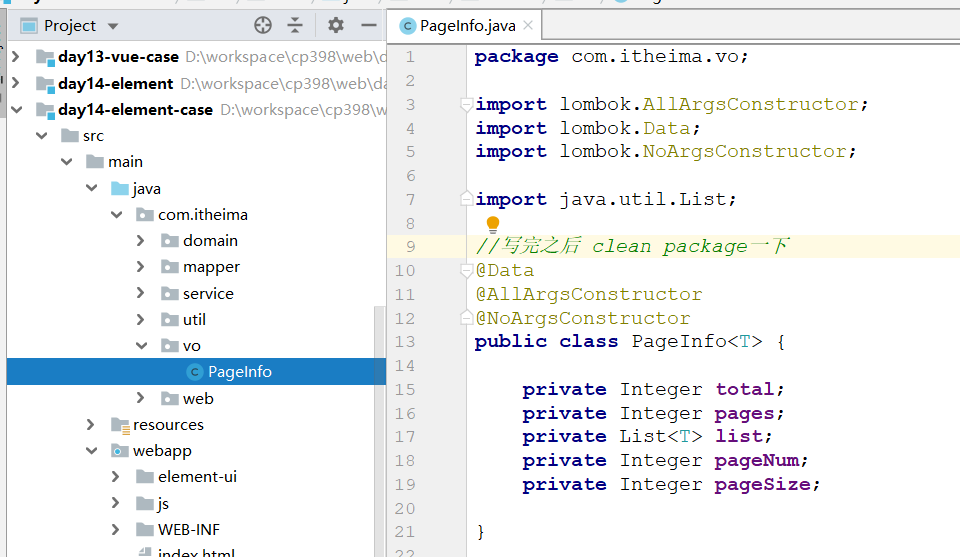 Project
day13-vue-case D:\workspace\cp398\web\d
day14-element D:\workspace\cp398\web\da
day14-element-case D:\workspace\cp398\w
src
main
java
com.itheima
domain
mapper
service
util
vo
PageInfo
web
resources
webapp
element-ui
js
WEB-INF
index.html
PageInfo.java
1 package com.itheima.vo;
2
3 import lombok.AllArgsConstructor;
4 import lombok.Data;
5 import lombok.NoArgsConstructor;
6
7 import java.util.List;
8
9 //写完之后 clean package一下
10 @Data
11 @AllArgsConstructor
12 @NoArgsConstructor
13 public class PageInfo<T> {
14
15 private Integer total;
16 private Integer pages;
17 private List<T> list;
18 private Integer pageNum;
19 private Integer pageSize;
20
21 }
22